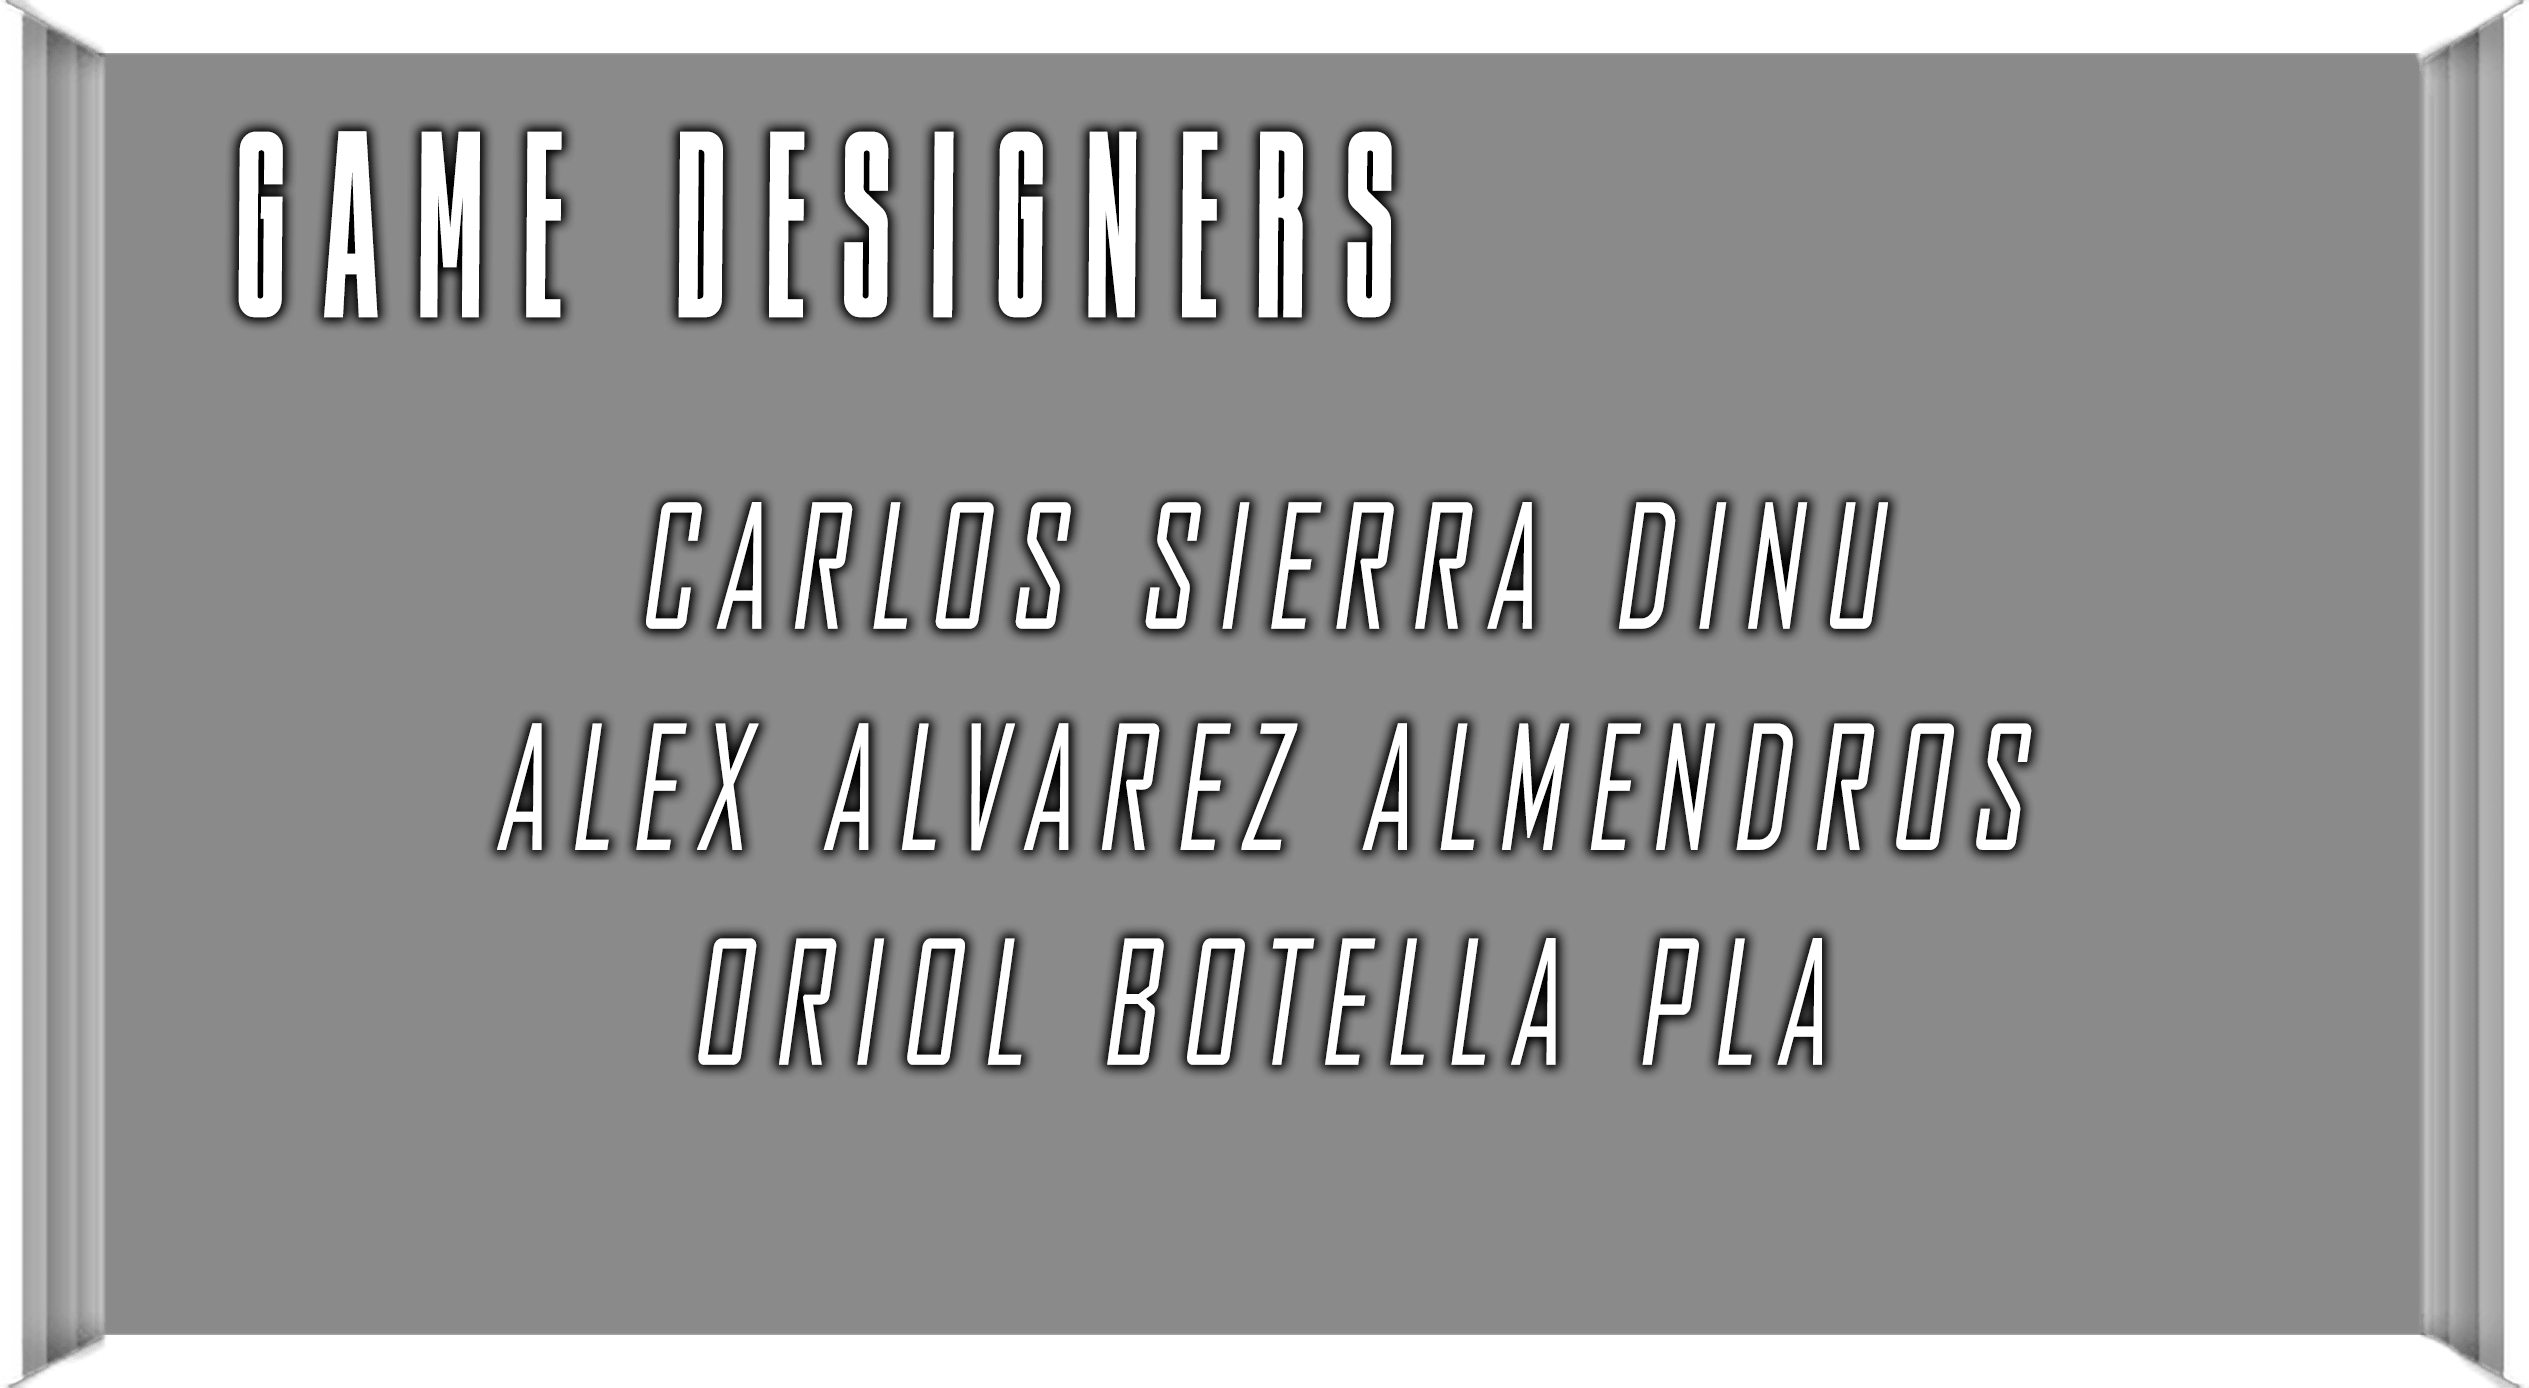 GAME DESIGNERS
CARLOS SIERRA DINU
ALEX ALVAREZ ALMENDROS
ORIOL BOTELLA PLA